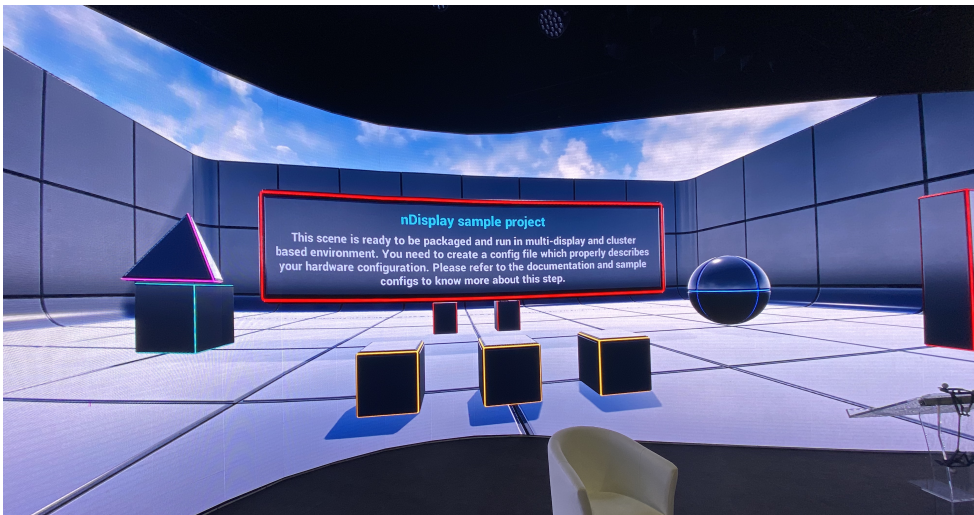 nDisplay sample project
This scene is ready to be packaged and run in multi-display and cluster
based environment. You need to create a config file which properly describes
your hardware configuration. Please refer to the documentation and sample
configs to know more about this step.